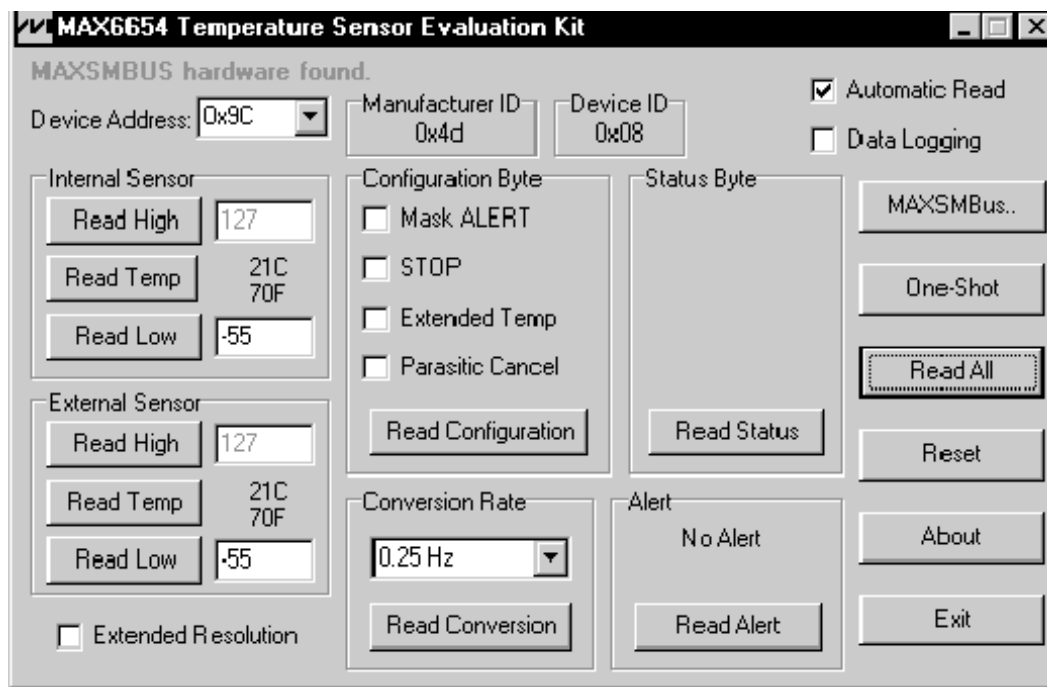 MAX6654 Temperature Sensor Evaluation Kit
MAXSMBUS hardware found.
Device Address: 0x9C
Manufacturer ID
0x4d
Device ID
0x08
Automatic Read
Data Logging
Internal Sensor
Read High 127
Read Temp 21C
70F
Read Low -55
External Sensor
Read High 127
Read Temp 21C
70F
Read Low -55
Extended Resolution
Configuration Byte
Mask ALERT
STOP
Extended Temp
Parasitic Cancel
Read Configuration
Conversion Rate
0.25 Hz
Read Conversion
Status Byte
Read Status
Alert
No Alert
Read Alert
MAXSMBus..
One-Shot
Read All
Reset
About
Exit